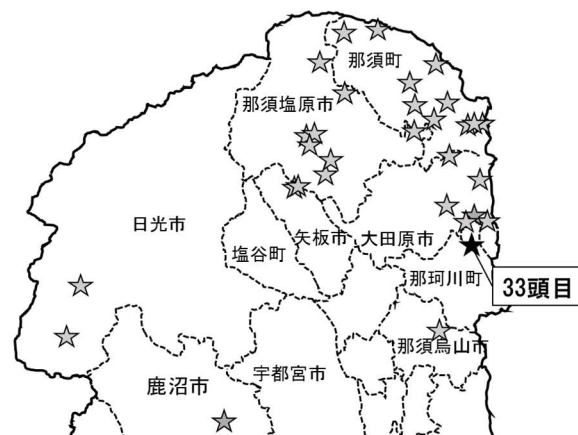 那須町
那須塩原市
日光市
矢板市
大田原市
塩谷町
那珂川町
33頭目
那須烏山市
宇都宮市
鹿沼市